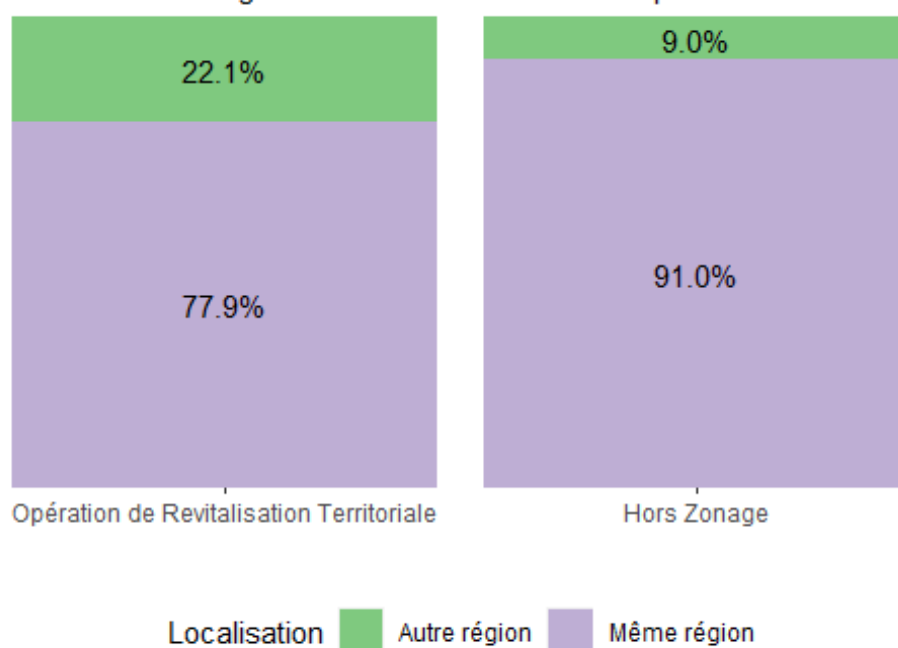 22.1%
9.0%
77.9%
91.0%
Opération de Revitalisation Territoriale
Hors Zonage
Localisation Autre région Même région